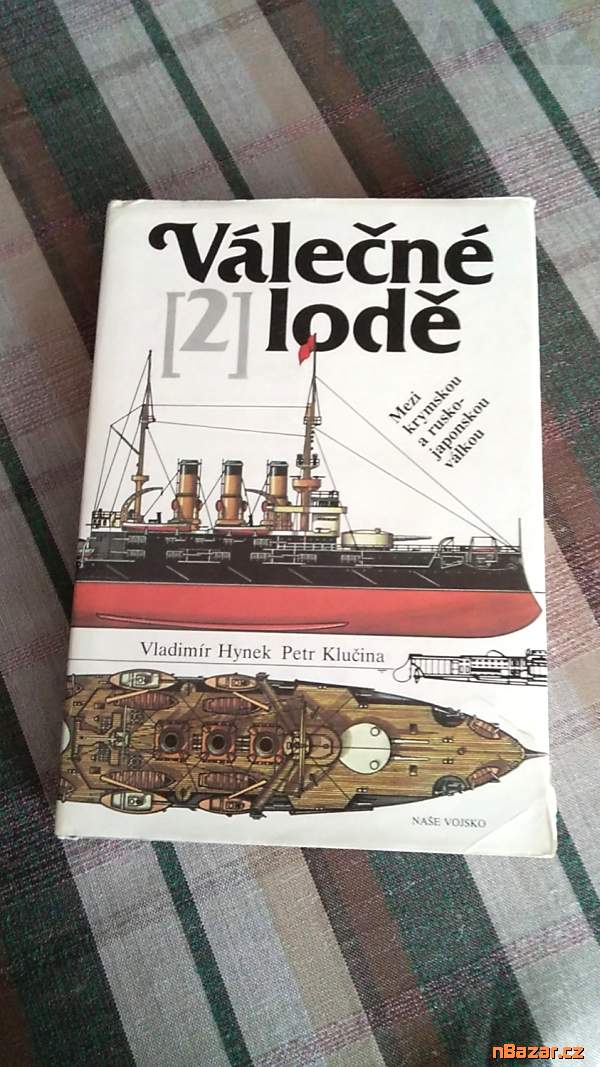 Válečné
[2] lodě
Mezi
krymskou
a rusko-
japonskou
válkou
Vladimír Hynek Petr Klučina
NAŠE VOJSKO
nBazar.cz